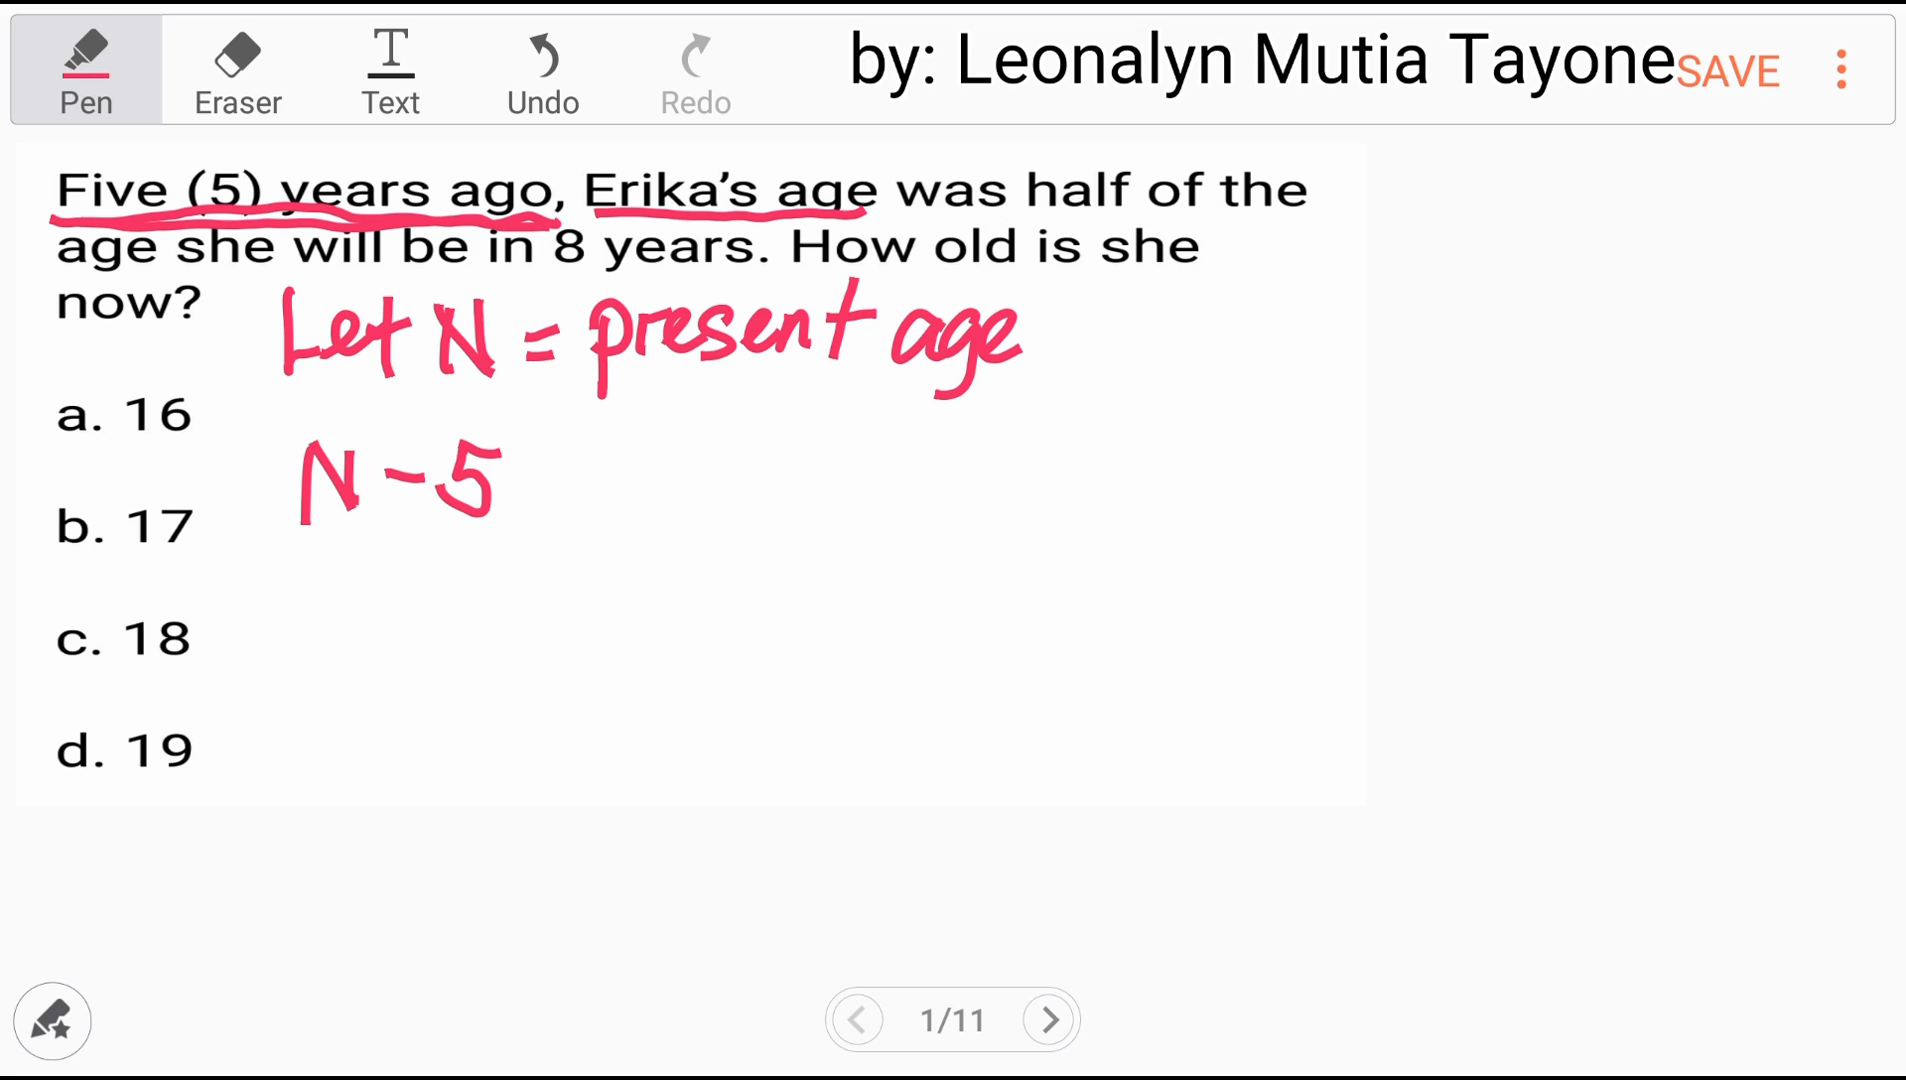 by: Leonalyn Mutia Tayone
SAVE
Pen
Eraser
Text
Undo
Redo
Five (5) years ago, Erika's age was half of the
age she will be in 8 years. How old is she
now?
Let N = present age
a. 16
N - 5
b. 17
c. 18
d. 19
1/11